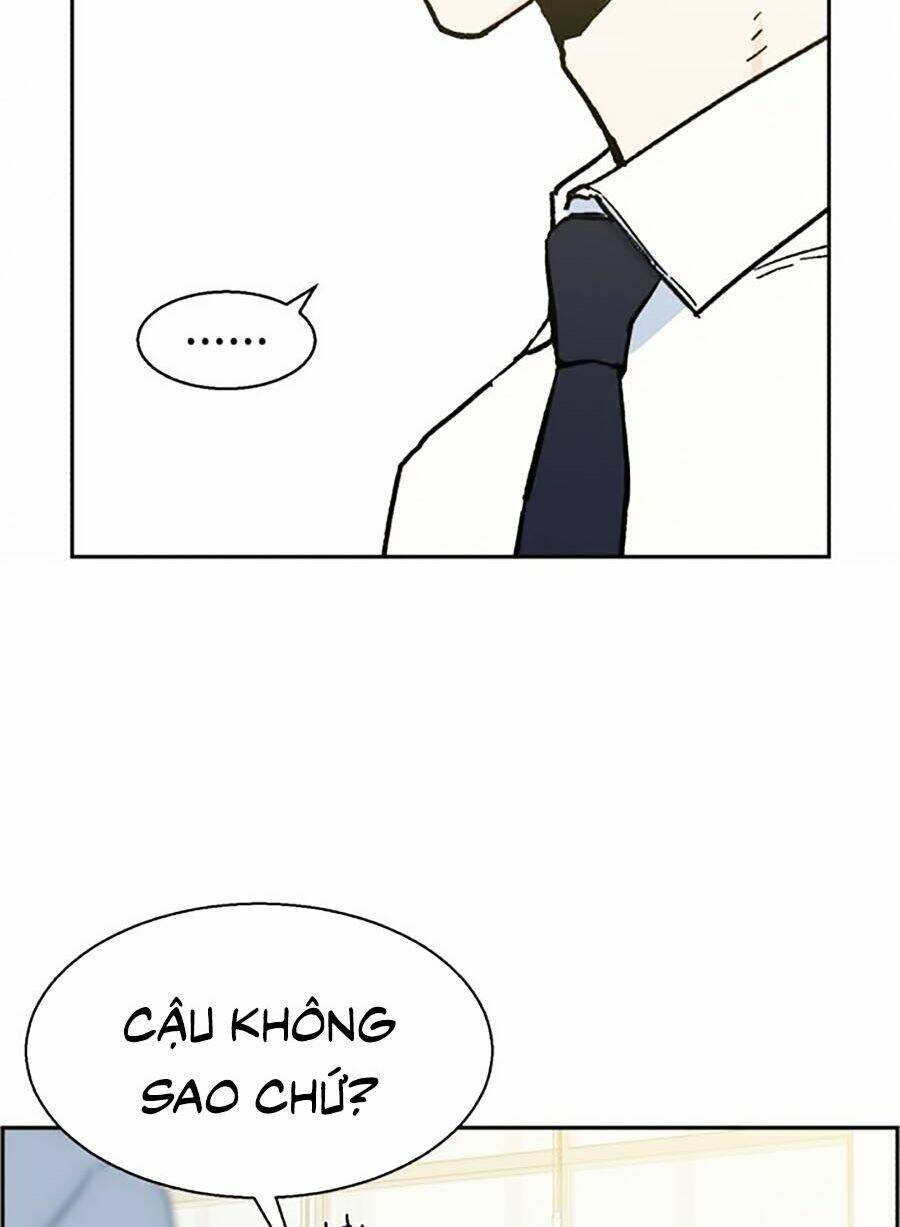 ......
CẬU KHÔNG
SAO CHỨ?